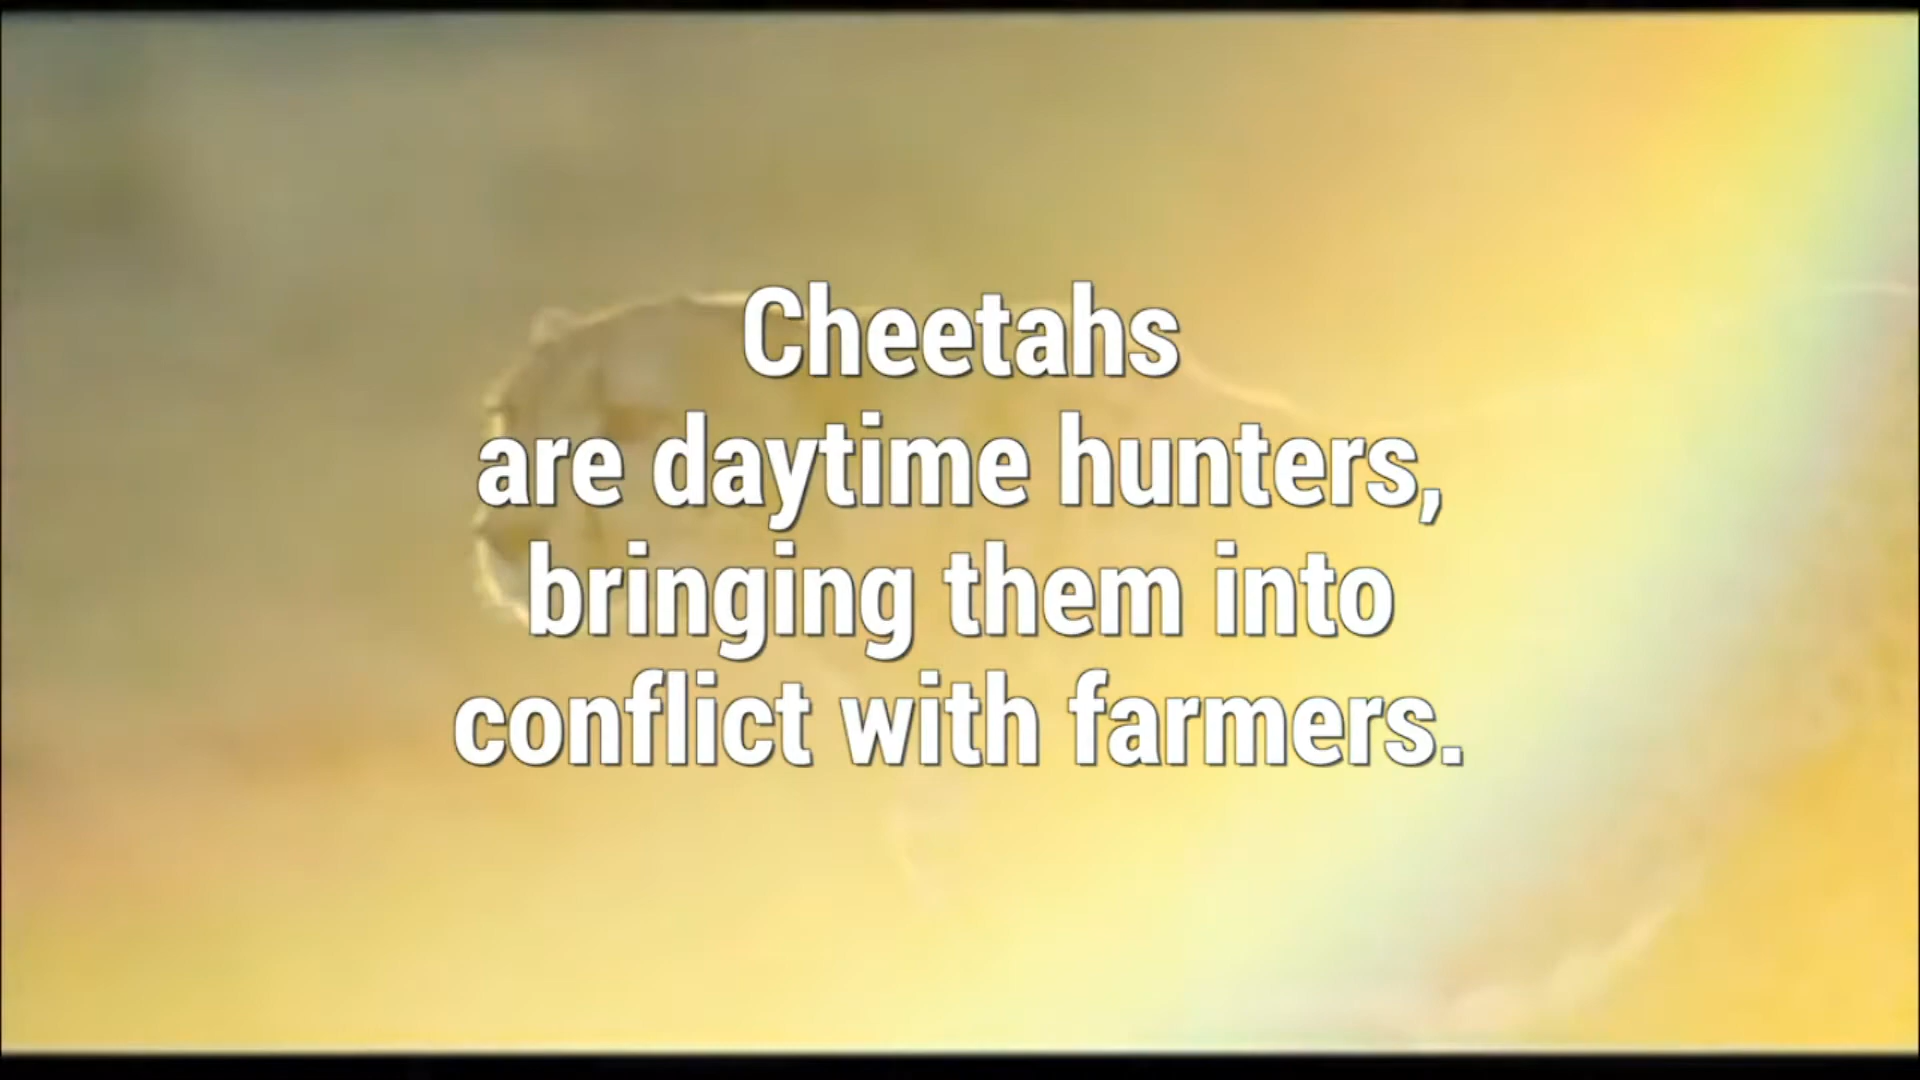 Cheetahs
are daytime hunters,
bringing them into
conflict with farmers.